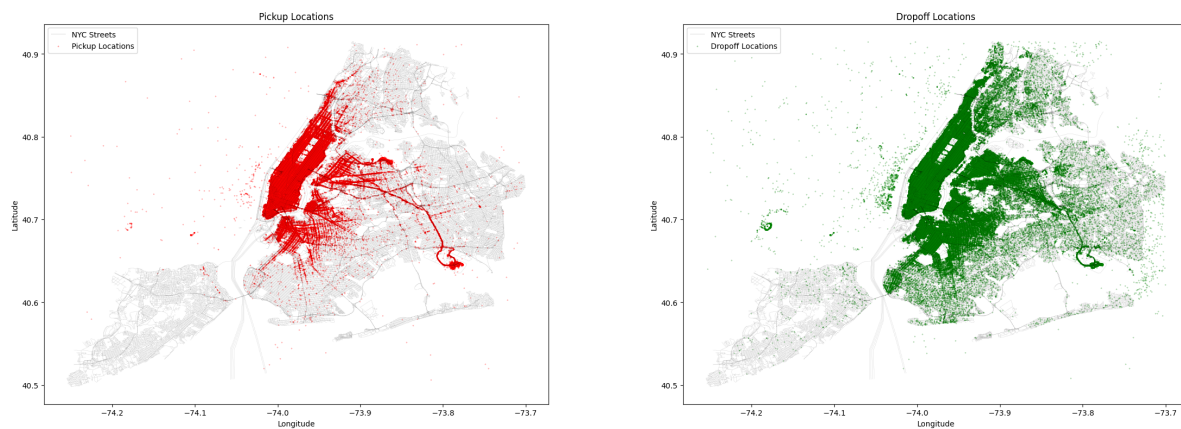 Pickup Locations
NYC Streets
Pickup Locations
40.9
40.8
40.7
40.6
40.5
Latitude
−74.2
−74.1
−74.0
−73.9
−73.8
−73.7
Longitude
Dropoff Locations
NYC Streets
Dropoff Locations
40.9
40.8
40.7
40.6
40.5
Latitude
−74.2
−74.1
−74.0
−73.9
−73.8
−73.7
Longitude